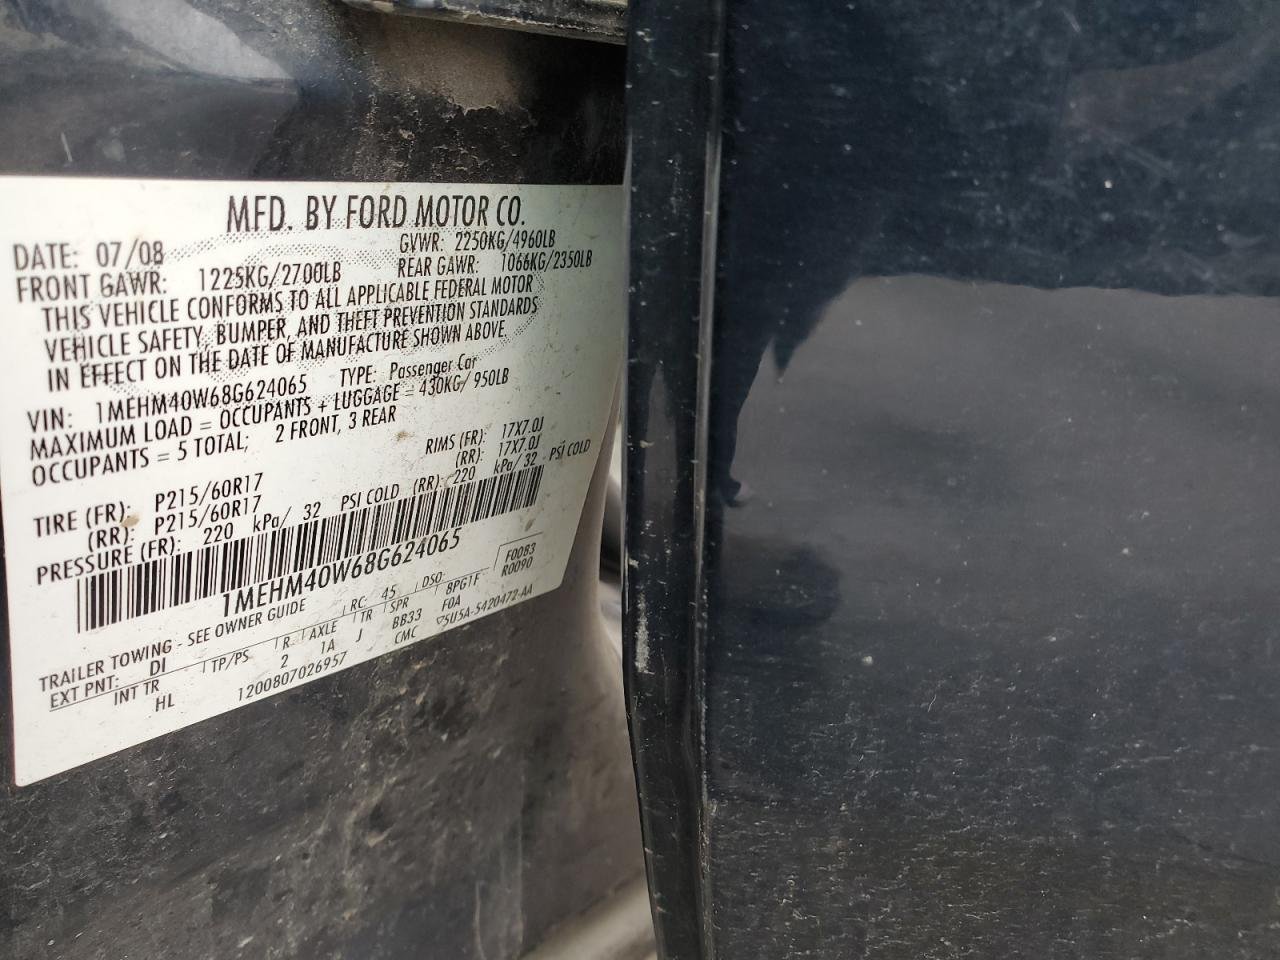 MFD. BY FORD MOTOR CO.
DATE: 07/08 GVWR: 2250KG/4960LB
FRONT GAWR: 1225KG/2700LB REAR GAWR: 1066KG/2350LB
THIS VEHICLE CONFORMS TO ALL APPLICABLE FEDERAL MOTOR
VEHICLE SAFETY, BUMPER, AND THEFT PREVENTION STANDARDS
IN EFFECT ON THE DATE OF MANUFACTURE SHOWN ABOVE.
VIN: 1MEHM40W68G624065 TYPE: Passenger Car
MAXIMUM LOAD = OCCUPANTS + LUGGAGE = 430KG/ 950LB
OCCUPANTS = 5 TOTAL; 2 FRONT, 3 REAR
TIRE (FR): P215/60R17 RIMS (FR): 17X7.0J
(RR): P215/60R17 (RR): 17X7.0J
PRESSURE (FR): 220 kPa/ 32 PSI COLD (RR): 220 kPa/ 32 PSI COLD
1MEHM40W68G624065
TRAILER TOWING - SEE OWNER GUIDE F0083
EXT PNT: DI RC: 45 DSO: R0090
INT TR TP/PS R AXLE TR SPR 8PG1F
HL 2 1A J BB33 F0A
1200807026957 CMC 5U5A-5420472-AA